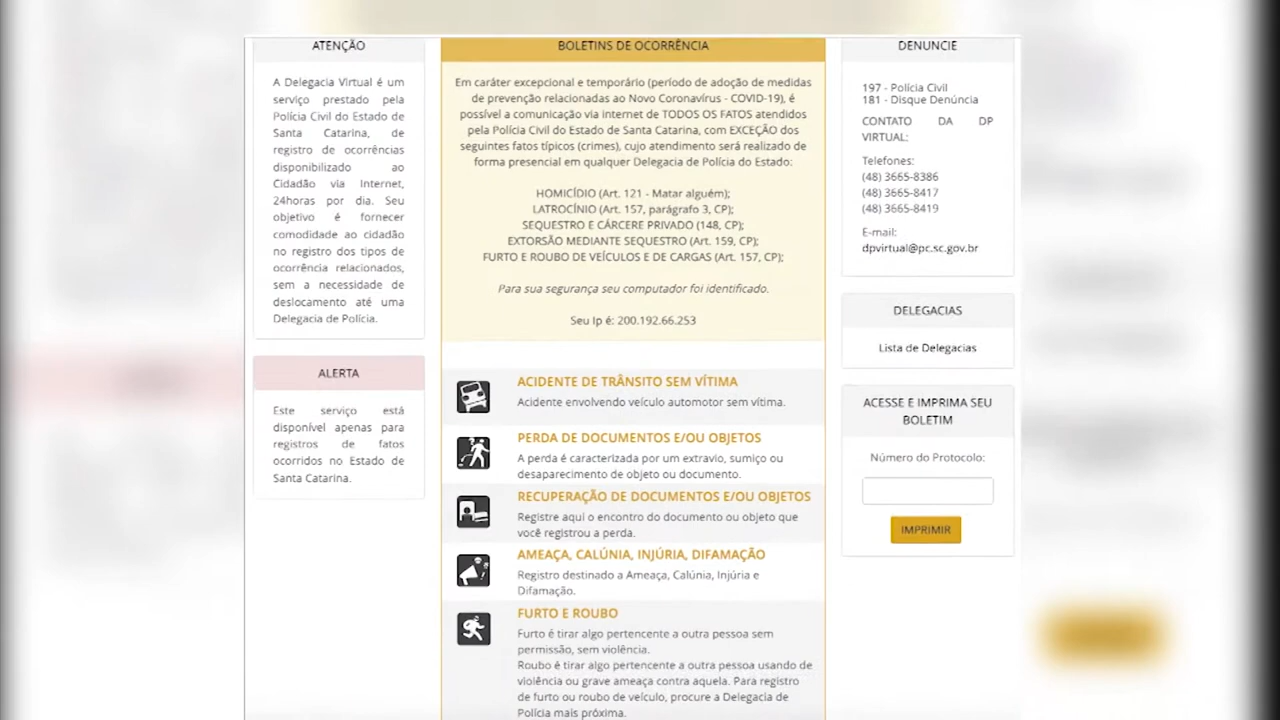 ATENÇÃO
A Delegacia Virtual é um
serviço prestado pela
Polícia Civil do Estado de
Santa Catarina, de
registro de ocorrências
disponibilizado ao
Cidadão via Internet,
24horas por dia. Seu
objetivo é fornecer
comodidade ao cidadão
no registro dos tipos de
ocorrência relacionados,
sem a necessidade de
deslocamento até uma
Delegacia de Polícia.
ALERTA
Este serviço está
disponível apenas para
registros de fatos
ocorridos no Estado de
Santa Catarina.
BOLETINS DE OCORRÊNCIA
Em caráter excepcional e temporário (período de adoção de medidas
de prevenção relacionadas ao Novo Coronavírus - COVID-19), é
possível a comunicação via internet de TODOS OS FATOS atendidos
pela Polícia Civil do Estado de Santa Catarina, com EXCEÇÃO dos
seguintes fatos típicos (crimes), cujo atendimento será realizado de
forma presencial em qualquer Delegacia de Polícia do Estado:
HOMICÍDIO (Art. 121 - Matar alguém);
LATROCÍNIO (Art. 157, parágrafo 3, CP);
SEQUESTRO E CÁRCERE PRIVADO (148, CP);
EXTORSÃO MEDIANTE SEQUESTRO (Art. 159, CP);
FURTO E ROUBO DE VEÍCULOS E DE CARGAS (Art. 157, CP);
Para sua segurança seu computador foi identificado.
Seu Ip é: 200.192.66.253
ACIDENTE DE TRÂNSITO SEM VÍTIMA
Acidente envolvendo veículo automotor sem vítima.
PERDA DE DOCUMENTOS E/OU OBJETOS
A perda é caracterizada por um extravio, sumiço ou
desaparecimento de objeto ou documento.
RECUPERAÇÃO DE DOCUMENTOS E/OU OBJETOS
Registre aqui o encontro do documento ou objeto que
você registrou a perda.
AMEAÇA, CALÚNIA, INJÚRIA, DIFAMAÇÃO
Registro destinado a Ameaça, Calúnia, Injúria e
Difamação.
FURTO E ROUBO
Furto é tirar algo pertencente a outra pessoa sem
permissão, sem violência.
Roubo é tirar algo pertencente a outra pessoa usando de
violência ou grave ameaça contra aquela. Para registro
de furto ou roubo de veículo, procure a Delegacia de
Polícia mais próxima.
DENUNCIE
197 - Polícia Civil
181 - Disque Denúncia
CONTATO DA DP
VIRTUAL:
Telefones:
(48) 3665-8386
(48) 3665-8417
(48) 3665-8419
E-mail:
dpvirtual@pc.sc.gov.br
DELEGACIAS
Lista de Delegacias
ACESSE E IMPRIMA SEU
BOLETIM
Número do Protocolo:
IMPRIMIR